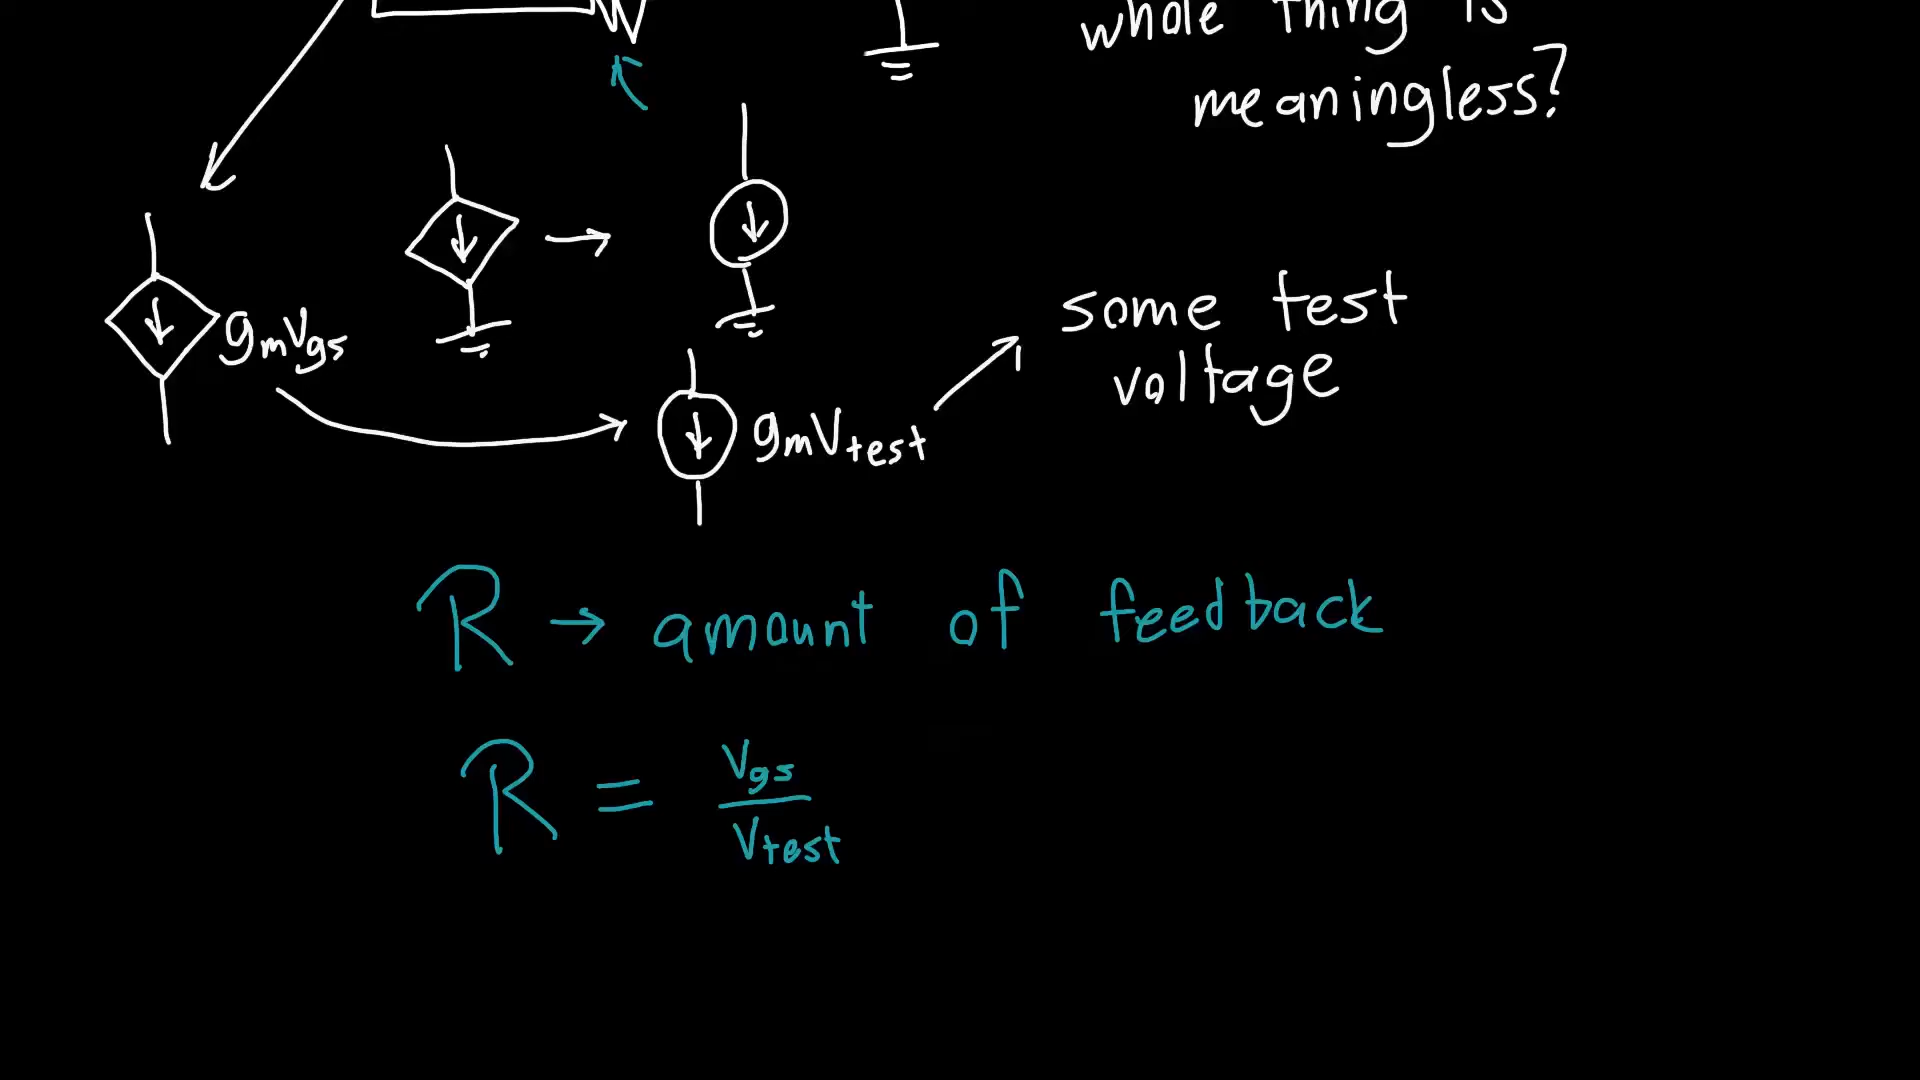 whole thing is
meaningless?
gmVgs
some test
voltage
gmVtest
R → amount of feedback
R = Vgs / Vtest